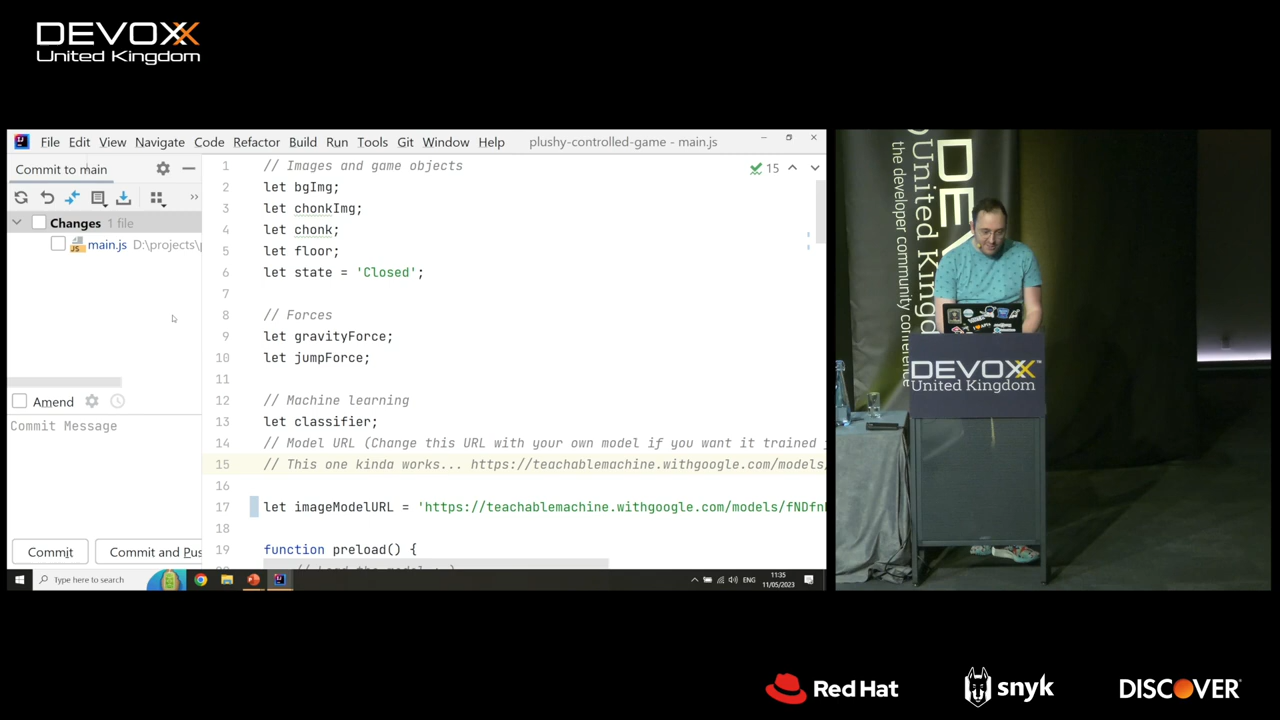 DEVOXX
United Kingdom
File Edit View Navigate Code Refactor Build Run Tools Git Window Help plushy-controlled-game - main.js
Commit to main
Changes 1 file
main.js D:\projects\
Amend
Commit Message
Commit
Commit and Pus
15
1 // Images and game objects
2 let bgImg;
3 let chonkImg;
4 let chonk;
5 let floor;
6 let state = 'Closed';
7
8 // Forces
9 let gravityForce;
10 let jumpForce;
11
12 // Machine learning
13 let classifier;
14 // Model URL (Change this URL with your own model if you want it trained
15 // This one kinda works... https://teachablemachine.withgoogle.com/models/
16
17 let imageModelURL = 'https://teachablemachine.withgoogle.com/models/fNDfn
18
19 function preload() {
Type here to search
ENG
11:35
11/05/2023
DEVOXX
United Kingd
the developer community conference
DEVOXX™
United Kingdom
Red Hat
snyk
DISCOVER